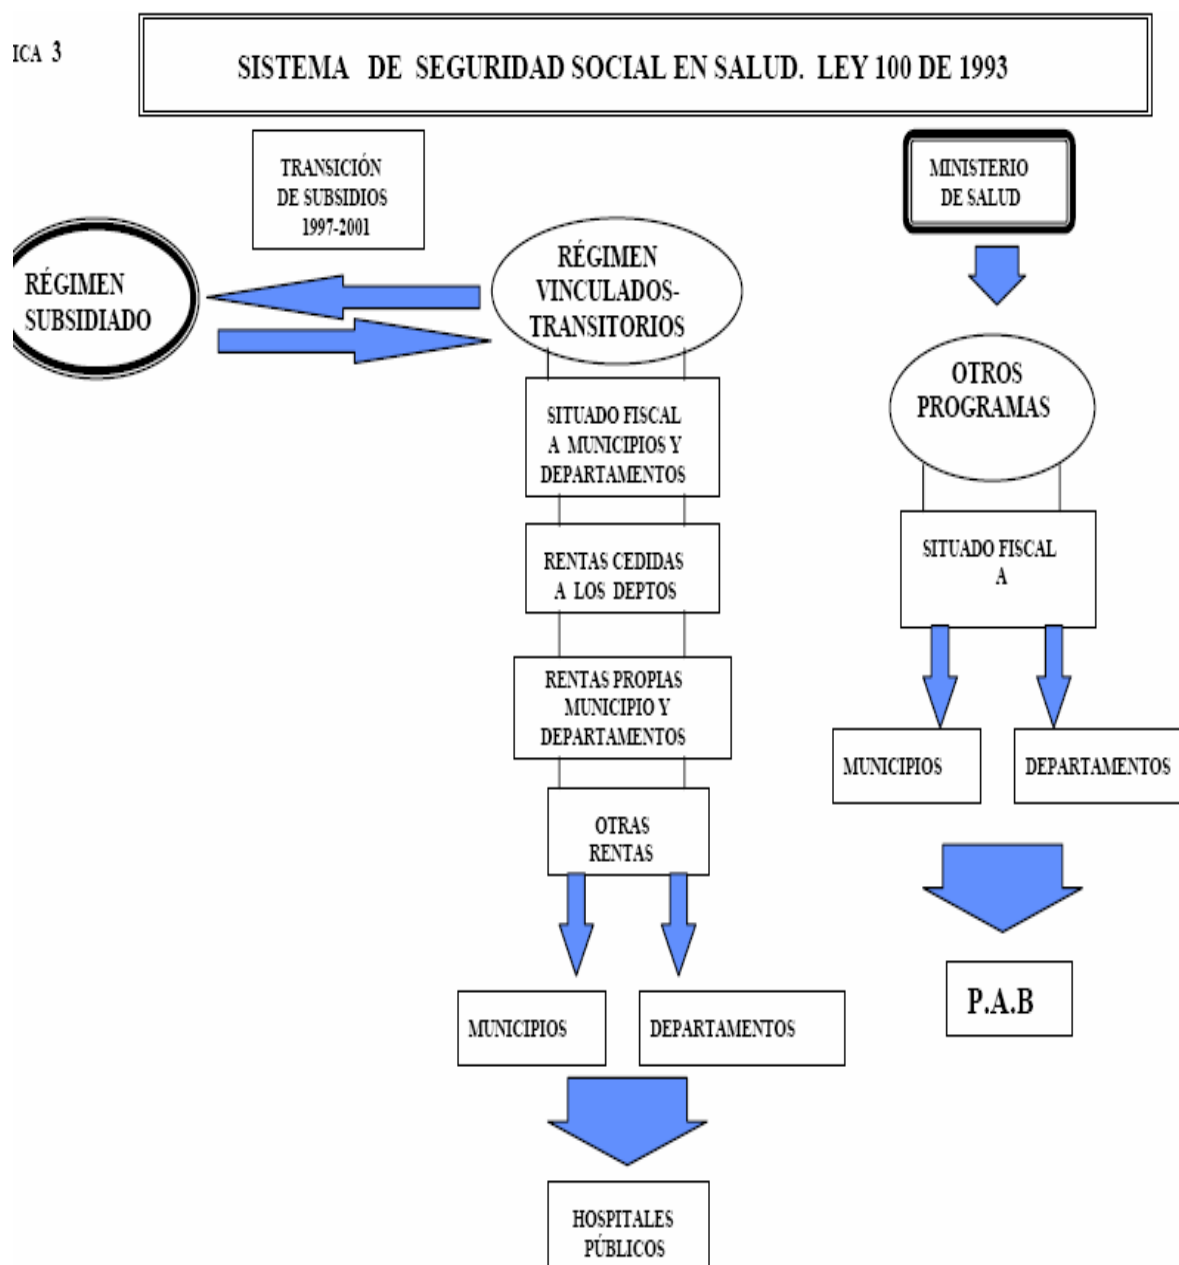 ICA 3
SISTEMA DE SEGURIDAD SOCIAL EN SALUD. LEY 100 DE 1993
TRANSICIÓN
DE SUBSIDIOS
1997-2001
MINISTERIO
DE SALUD
RÉGIMEN
SUBSIDIADO
RÉGIMEN
VINCULADOS-
TRANSITORIOS
OTROS
PROGRAMAS
SITUADO FISCAL
A MUNICIPIOS Y
DEPARTAMENTOS
SITUADO FISCAL
A
RENTAS CEDIDAS
A LOS DEPTOS
RENTAS PROPIAS
MUNICIPIO Y
DEPARTAMENTOS
MUNICIPIOS
DEPARTAMENTOS
OTRAS
RENTAS
P.A.B
MUNICIPIOS
DEPARTAMENTOS
HOSPITALES
PÚBLICOS